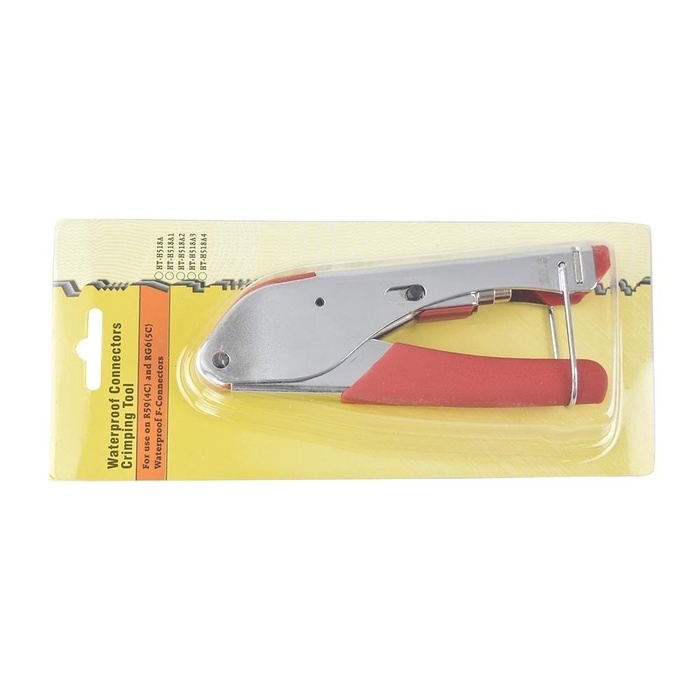 Waterproof Connectors
Crimping Tool
For use on R59(4C) and RG6(5C)
Waterproof F-Connectors
HT-H518A
HT-H518A1
HT-H518A2
HT-H518A3
HT-H518A4